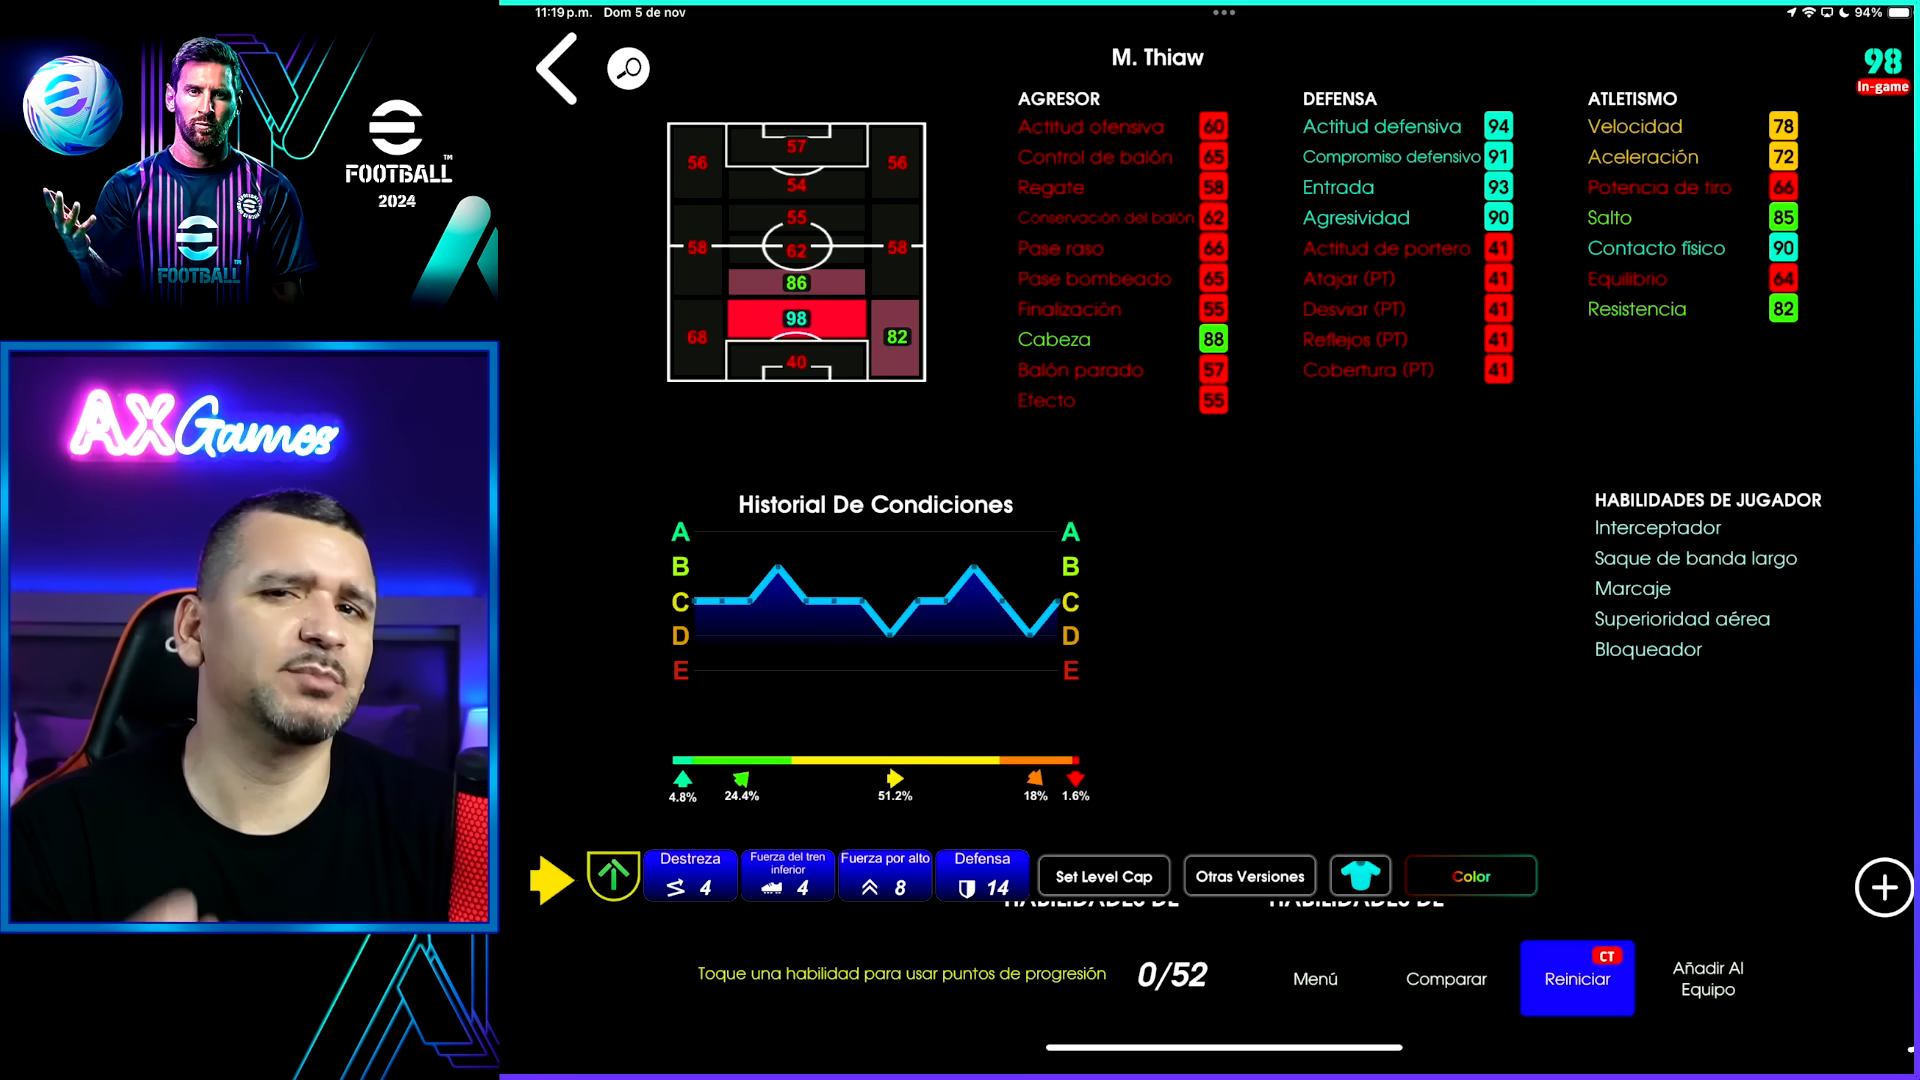 FOOTBALL™
2024
FOOTBALL™
AXGames
11:19 p.m. Dom 5 de nov
94%
M. Thiaw
98
In-game
57
56
56
54
55
58
62
58
86
98
68
82
40
AGRESOR
Actitud ofensiva 60
Control de balón 65
Regate 58
Conservación del balón 62
Pase raso 66
Pase bombeado 65
Finalización 55
Cabeza 88
Balón parado 57
Efecto 55
DEFENSA
Actitud defensiva 94
Compromiso defensivo 91
Entrada 93
Agresividad 90
Actitud de portero 41
Atajar (PT) 41
Desviar (PT) 41
Reflejos (PT) 41
Cobertura (PT) 41
ATLETISMO
Velocidad 78
Aceleración 72
Potencia de tiro 66
Salto 85
Contacto físico 90
Equilibrio 64
Resistencia 82
Historial De Condiciones
A A
B B
C C
D D
E E
4.8% 24.4% 51.2% 18% 1.6%
HABILIDADES DE JUGADOR
Interceptador
Saque de banda largo
Marcaje
Superioridad aérea
Bloqueador
Destreza
4
Fuerza del tren
inferior
4
Fuerza por alto
8
Defensa
14
Set Level Cap
Otras Versiones
Color
HABILIDADES DE HABILIDADES DE
Toque una habilidad para usar puntos de progresión 0/52
Menú
Comparar
CT
Reiniciar
Añadir Al
Equipo